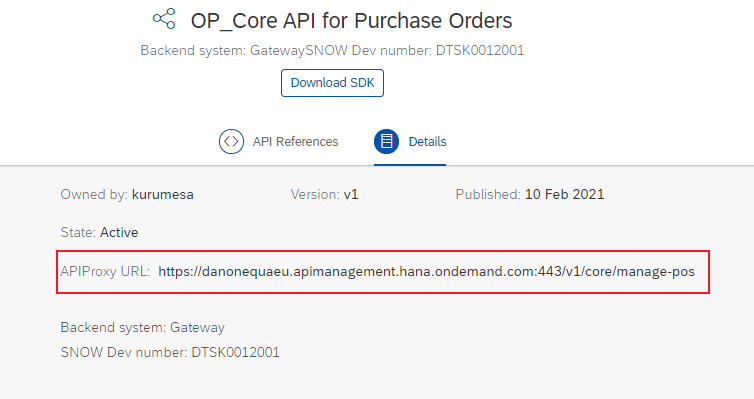 OP_Core API for Purchase Orders
Backend system: GatewaySNOW Dev number: DTSK0012001
Download SDK
API References
Details
Owned by: kurumesa Version: v1 Published: 10 Feb 2021
State: Active
APIProxy URL: https://danonequaeu.apimanagement.hana.ondemand.com:443/v1/core/manage-pos
Backend system: Gateway
SNOW Dev number: DTSK0012001